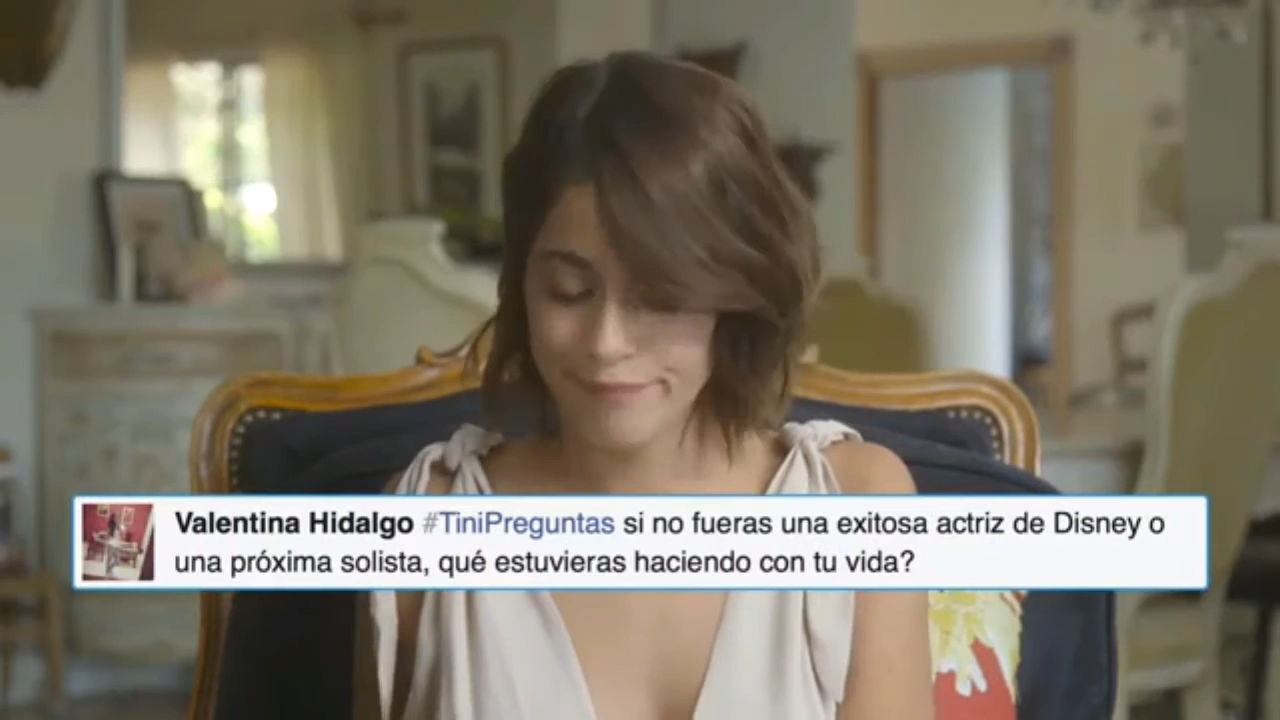 Valentina Hidalgo #TiniPreguntas si no fueras una exitosa actriz de Disney o
una próxima solista, qué estuvieras haciendo con tu vida?